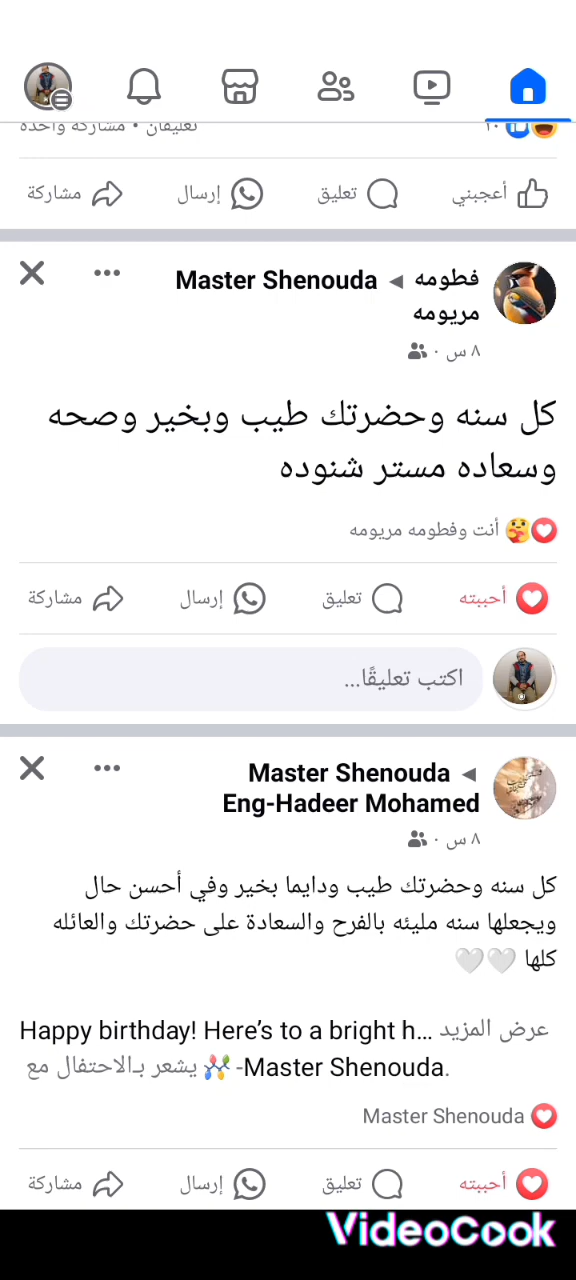 ١٠
تعليقان • مشاركة واحدة
أعجبني
تعليق
إرسال
مشاركة
فطومه ◀ Master Shenouda
مريومه
٨ س ·
كل سنه وحضرتك طيب وبخير وصحه
وسعاده مستر شنوده
أنت وفطومه مريومه
أحببته
تعليق
إرسال
مشاركة
اكتب تعليقًا...
Master Shenouda ◀
Eng-Hadeer Mohamed
٨ س ·
كل سنه وحضرتك طيب ودايما بخير وفي أحسن حال
ويجعلها سنه مليئه بالفرح والسعادة على حضرتك والعائله
كلها 🤍🤍
Happy birthday! Here’s to a bright h... عرض المزيد
- يشعر بـالاحتفال مع Master Shenouda.
Master Shenouda
أحببته
تعليق
إرسال
مشاركة
VideoCook